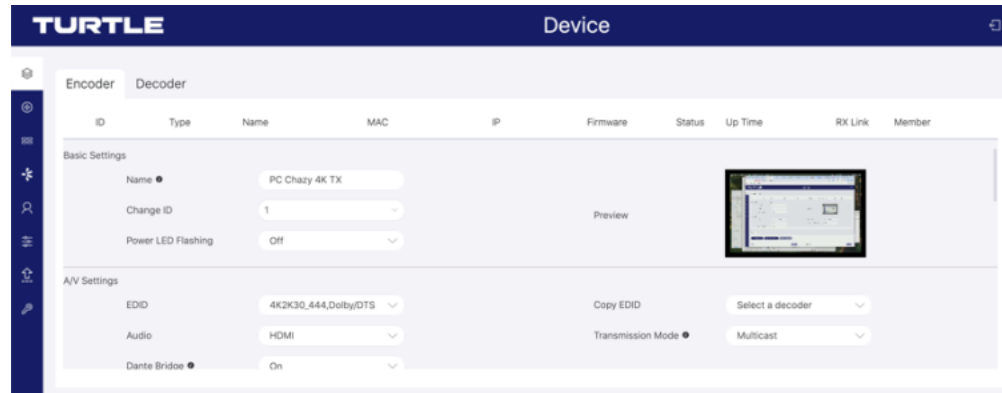 TURTLE Device
Encoder Decoder
ID Type Name MAC IP Firmware Status Up Time RX Link Member
Basic Settings
Name PC Chazy 4K TX
Change ID 1
Preview
Power LED Flashing Off
A/V Settings
EDID 4K2K30_444,Dolby/DTS Copy EDID Select a decoder
Audio HDMI Transmission Mode Multicast
Dante Bridge On